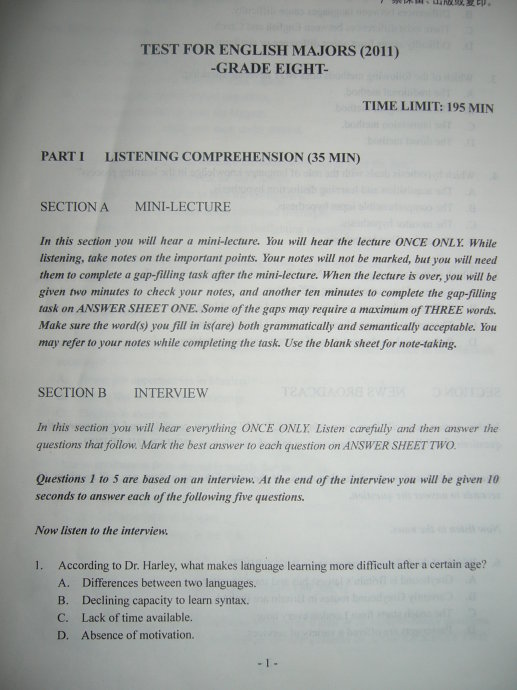 TEST FOR ENGLISH MAJORS (2011)
-GRADE EIGHT-
TIME LIMIT: 195 MIN
PART I LISTENING COMPREHENSION (35 MIN)
SECTION A MINI-LECTURE
In this section you will hear a mini-lecture. You will hear the lecture ONCE ONLY. While
listening, take notes on the important points. Your notes will not be marked, but you will need
them to complete a gap-filling task after the mini-lecture. When the lecture is over, you will be
given two minutes to check your notes, and another ten minutes to complete the gap-filling
task on ANSWER SHEET ONE. Some of the gaps may require a maximum of THREE words.
Make sure the word(s) you fill in is(are) both grammatically and semantically acceptable. You
may refer to your notes while completing the task. Use the blank sheet for note-taking.
SECTION B INTERVIEW
In this section you will hear everything ONCE ONLY. Listen carefully and then answer the
questions that follow. Mark the best answer to each question on ANSWER SHEET TWO.
Questions 1 to 5 are based on an interview. At the end of the interview you will be given 10
seconds to answer each of the following five questions.
Now listen to the interview.
1. According to Dr. Harley, what makes language learning more difficult after a certain age?
A. Differences between two languages.
B. Declining capacity to learn syntax.
C. Lack of time available.
D. Absence of motivation.
- 1 -